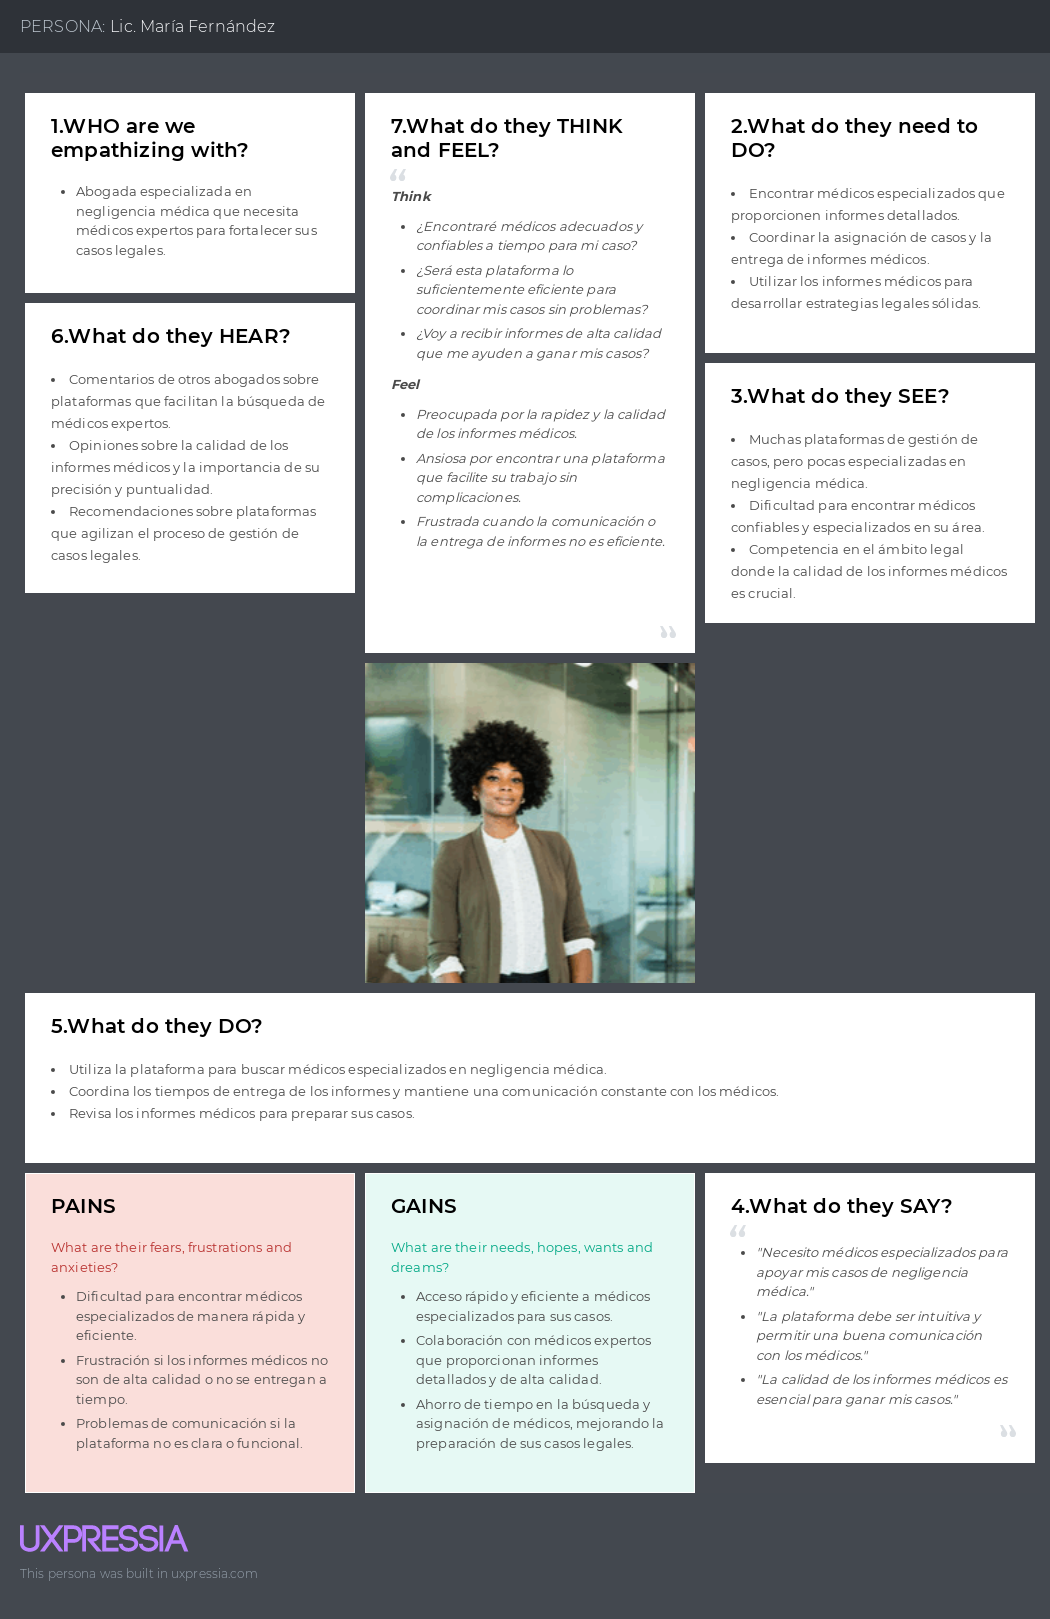 PERSONA: Lic. María Fernández
1.WHO are we
empathizing with?
• Abogada especializada en
negligencia médica que necesita
médicos expertos para fortalecer sus
casos legales.
7.What do they THINK
and FEEL?
“
Think
• ¿Encontraré médicos adecuados y
confiables a tiempo para mi caso?
• ¿Será esta plataforma lo
suficientemente eficiente para
coordinar mis casos sin problemas?
• ¿Voy a recibir informes de alta calidad
que me ayuden a ganar mis casos?
Feel
• Preocupada por la rapidez y la calidad
de los informes médicos.
• Ansiosa por encontrar una plataforma
que facilite su trabajo sin
complicaciones.
• Frustrada cuando la comunicación o
la entrega de informes no es eficiente.
”
2.What do they need to
DO?
• Encontrar médicos especializados que
proporcionen informes detallados.
• Coordinar la asignación de casos y la
entrega de informes médicos.
• Utilizar los informes médicos para
desarrollar estrategias legales sólidas.
6.What do they HEAR?
• Comentarios de otros abogados sobre
plataformas que facilitan la búsqueda de
médicos expertos.
• Opiniones sobre la calidad de los
informes médicos y la importancia de su
precisión y puntualidad.
• Recomendaciones sobre plataformas
que agilizan el proceso de gestión de
casos legales.
3.What do they SEE?
• Muchas plataformas de gestión de
casos, pero pocas especializadas en
negligencia médica.
• Dificultad para encontrar médicos
confiables y especializados en su área.
• Competencia en el ámbito legal
donde la calidad de los informes médicos
es crucial.
5.What do they DO?
• Utiliza la plataforma para buscar médicos especializados en negligencia médica.
• Coordina los tiempos de entrega de los informes y mantiene una comunicación constante con los médicos.
• Revisa los informes médicos para preparar sus casos.
PAINS
What are their fears, frustrations and
anxieties?
• Dificultad para encontrar médicos
especializados de manera rápida y
eficiente.
• Frustración si los informes médicos no
son de alta calidad o no se entregan a
tiempo.
• Problemas de comunicación si la
plataforma no es clara o funcional.
GAINS
What are their needs, hopes, wants and
dreams?
• Acceso rápido y eficiente a médicos
especializados para sus casos.
• Colaboración con médicos expertos
que proporcionan informes
detallados y de alta calidad.
• Ahorro de tiempo en la búsqueda y
asignación de médicos, mejorando la
preparación de sus casos legales.
4.What do they SAY?
“
• "Necesito médicos especializados para
apoyar mis casos de negligencia
médica."
• "La plataforma debe ser intuitiva y
permitir una buena comunicación
con los médicos."
• "La calidad de los informes médicos es
esencial para ganar mis casos."
”
UXPRESSIA
This persona was built in uxpressia.com